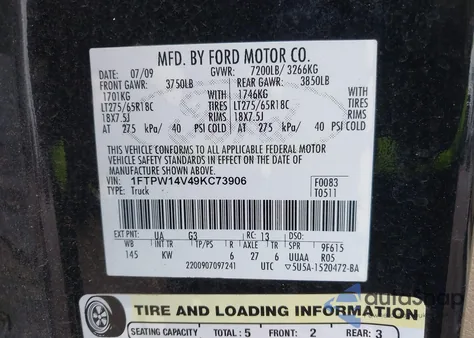 MFD. BY FORD MOTOR CO.
DATE: 07/09 GVWR: 7200LB/ 3266KG
FRONT GAWR: 3750LB REAR GAWR: 3850LB
1701KG WITH 1746KG WITH
LT275/65R18C TIRES LT275/65R18C TIRES
18X7.5J RIMS 18X7.5J RIMS
AT 275 kPa/ 40 PSI COLD AT 275 kPa/ 40 PSI COLD
THIS VEHICLE CONFORMS TO ALL APPLICABLE FEDERAL MOTOR
VEHICLE SAFETY STANDARDS IN EFFECT ON THE DATE OF
MANUFACTURE SHOWN ABOVE.
VIN: 1FTPW14V49KC73906 F0083
TYPE: Truck T0511
EXT PNT: UA G3 RC: 13 DSO:
WB INT TR TP/PS R AXLE TR SPR 9F615
145 KW 6 27 6 UUAA R05
2200907097241 UTC 5U5A-1520472-BA
TIRE AND LOADING INFORMATION
SEATING CAPACITY TOTAL : 5 FRONT: 2 REAR: 3
autosoap